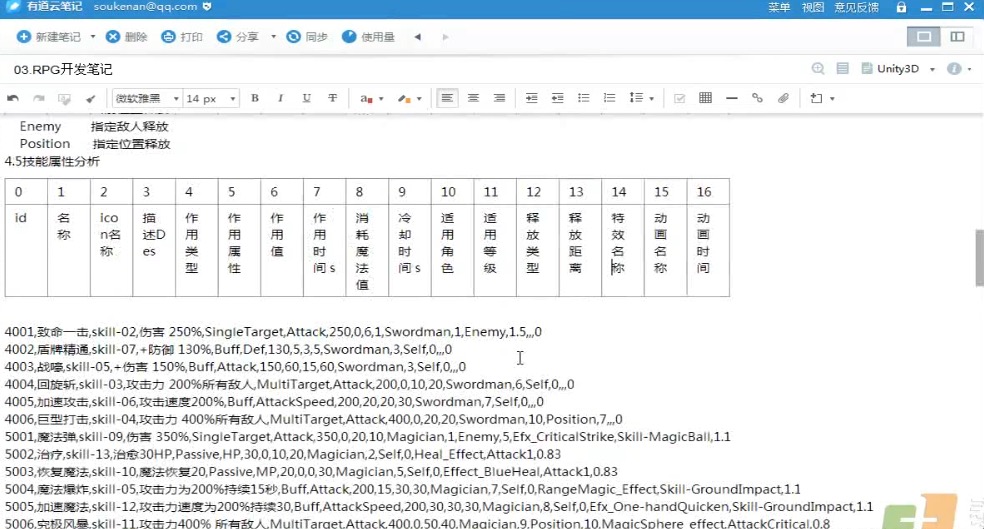 有道云笔记 soukenan@qq.com 菜单 视图 意见反馈
新建笔记 删除 打印 分享 同步 使用量
03.RPG开发笔记 Unity3D
微软雅黑 14 px B I U T a
Enemy 指定敌人释放
Position 指定位置释放
4.5技能属性分析
0 1 2 3 4 5 6 7 8 9 10 11 12 13 14 15 16
id 名称 icon名称 描述Des 作用类型 作用属性 作用值 作用时间s 消耗魔法值 冷却时间s 适用角色 适用等级 释放类型 释放距离 特效名称 动画名称 动画时间
4001,致命一击,skill-02,伤害 250%,SingleTarget,Attack,250,0,6,1,Swordman,1,Enemy,1.5,,,0
4002,盾牌精通,skill-07,+防御 130%,Buff,Def,130,5,3,5,Swordman,3,Self,0,,,0
4003,战嚎,skill-05,+伤害 150%,Buff,Attack,150,60,15,60,Swordman,3,Self,0,,,0
4004,回旋斩,skill-03,攻击力 200%所有敌人,MultiTarget,Attack,200,0,10,20,Swordman,6,Self,0,,,0
4005,加速攻击,skill-06,攻击速度200%,Buff,AttackSpeed,200,20,20,30,Swordman,7,Self,0,,,0
4006,巨型打击,skill-04,攻击力 400%所有敌人,MultiTarget,Attack,400,0,20,20,Swordman,10,Position,7,,,0
5001,魔法弹,skill-09,伤害 350%,SingleTarget,Attack,350,0,20,10,Magician,1,Enemy,5,Efx_CriticalStrike,Skill-MagicBall,1.1
5002,治疗,skill-13,治愈30HP,Passive,HP,30,0,10,20,Magician,2,Self,0,Heal_Effect,Attack1,0.83
5003,恢复魔法,skill-10,魔法恢复20,Passive,MP,20,0,0,30,Magician,5,Self,0,Effect_BlueHeal,Attack1,0.83
5004,魔法爆炸,skill-05,攻击力为200%持续15秒,Buff,Attack,200,15,30,30,Magician,7,Self,0,RangeMagic_Effect,Skill-GroundImpact,1.1
5005,加速魔法,skill-12,攻击力速度为200%持续30,Buff,AttackSpeed,200,30,30,30,Magician,8,Self,0,Efx_One-handQuicken,Skill-GroundImpact,1.1
5006,究极风暴,skill-11,攻击力400% 所有敌人,MultiTarget,Attack,400,0,50,40,Magician,9,Position,10,MagicSphere_effect,AttackCritical,0.8